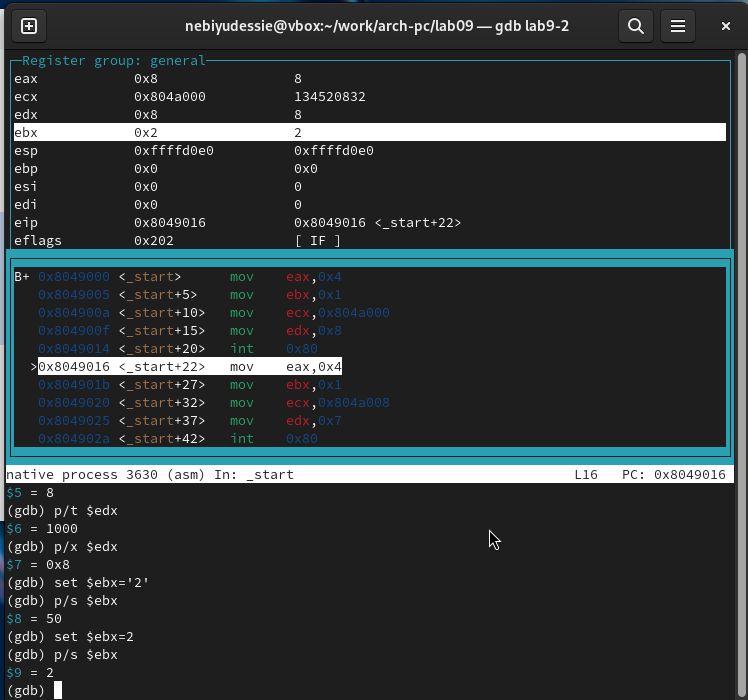 nebiyudessie@vbox:~/work/arch-pc/lab09 — gdb lab9-2
Register group: general
eax 0x8 8
ecx 0x804a000 134520832
edx 0x8 8
ebx 0x2 2
esp 0xffffd0e0 0xffffd0e0
ebp 0x0 0x0
esi 0x0 0
edi 0x0 0
eip 0x8049016 0x8049016 <_start+22>
eflags 0x202 [ IF ]
B+ 0x8049000 <_start> mov eax,0x4
0x8049005 <_start+5> mov ebx,0x1
0x804900a <_start+10> mov ecx,0x804a000
0x804900f <_start+15> mov edx,0x8
0x8049014 <_start+20> int 0x80
>0x8049016 <_start+22> mov eax,0x4
0x804901b <_start+27> mov ebx,0x1
0x8049020 <_start+32> mov ecx,0x804a008
0x8049025 <_start+37> mov edx,0x7
0x804902a <_start+42> int 0x80
native process 3630 (asm) In: _start L16 PC: 0x8049016
$5 = 8
(gdb) p/t $edx
$6 = 1000
(gdb) p/x $edx
$7 = 0x8
(gdb) set $ebx='2'
(gdb) p/s $ebx
$8 = 50
(gdb) set $ebx=2
(gdb) p/s $ebx
$9 = 2
(gdb)